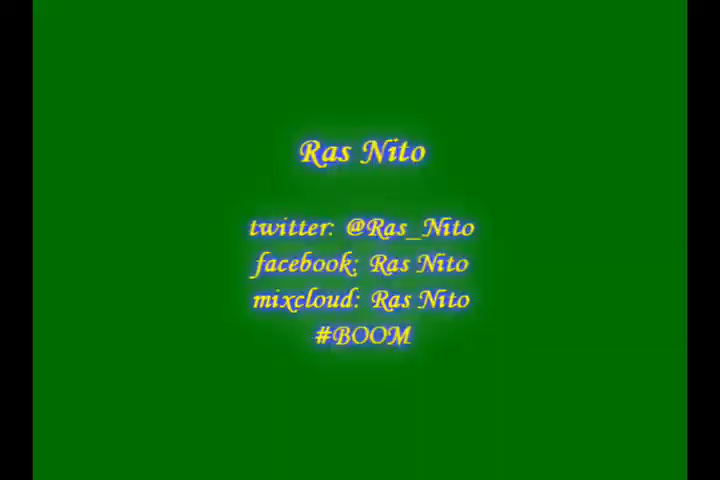 Ras Nito
twitter: @Ras_Nito
facebook: Ras Nito
mixcloud: Ras Nito
#BOOM